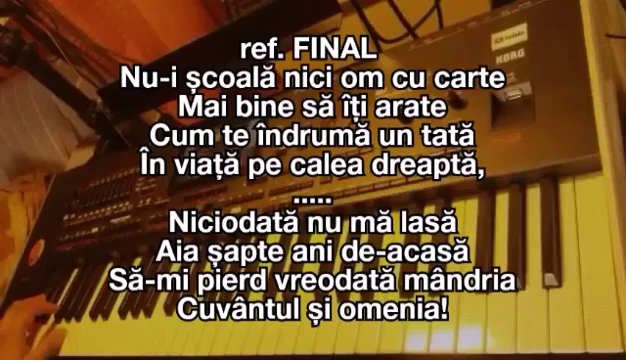 ref. FINAL
Nu-i școală nici om cu carte
Mai bine să îți arate
Cum te îndrumă un tată
În viață pe calea dreaptă,
.....
Niciodată nu mă lasă
Aia șapte ani de-acasă
Să-mi pierd vreodată mândria
Cuvântul și omenia!
KORG